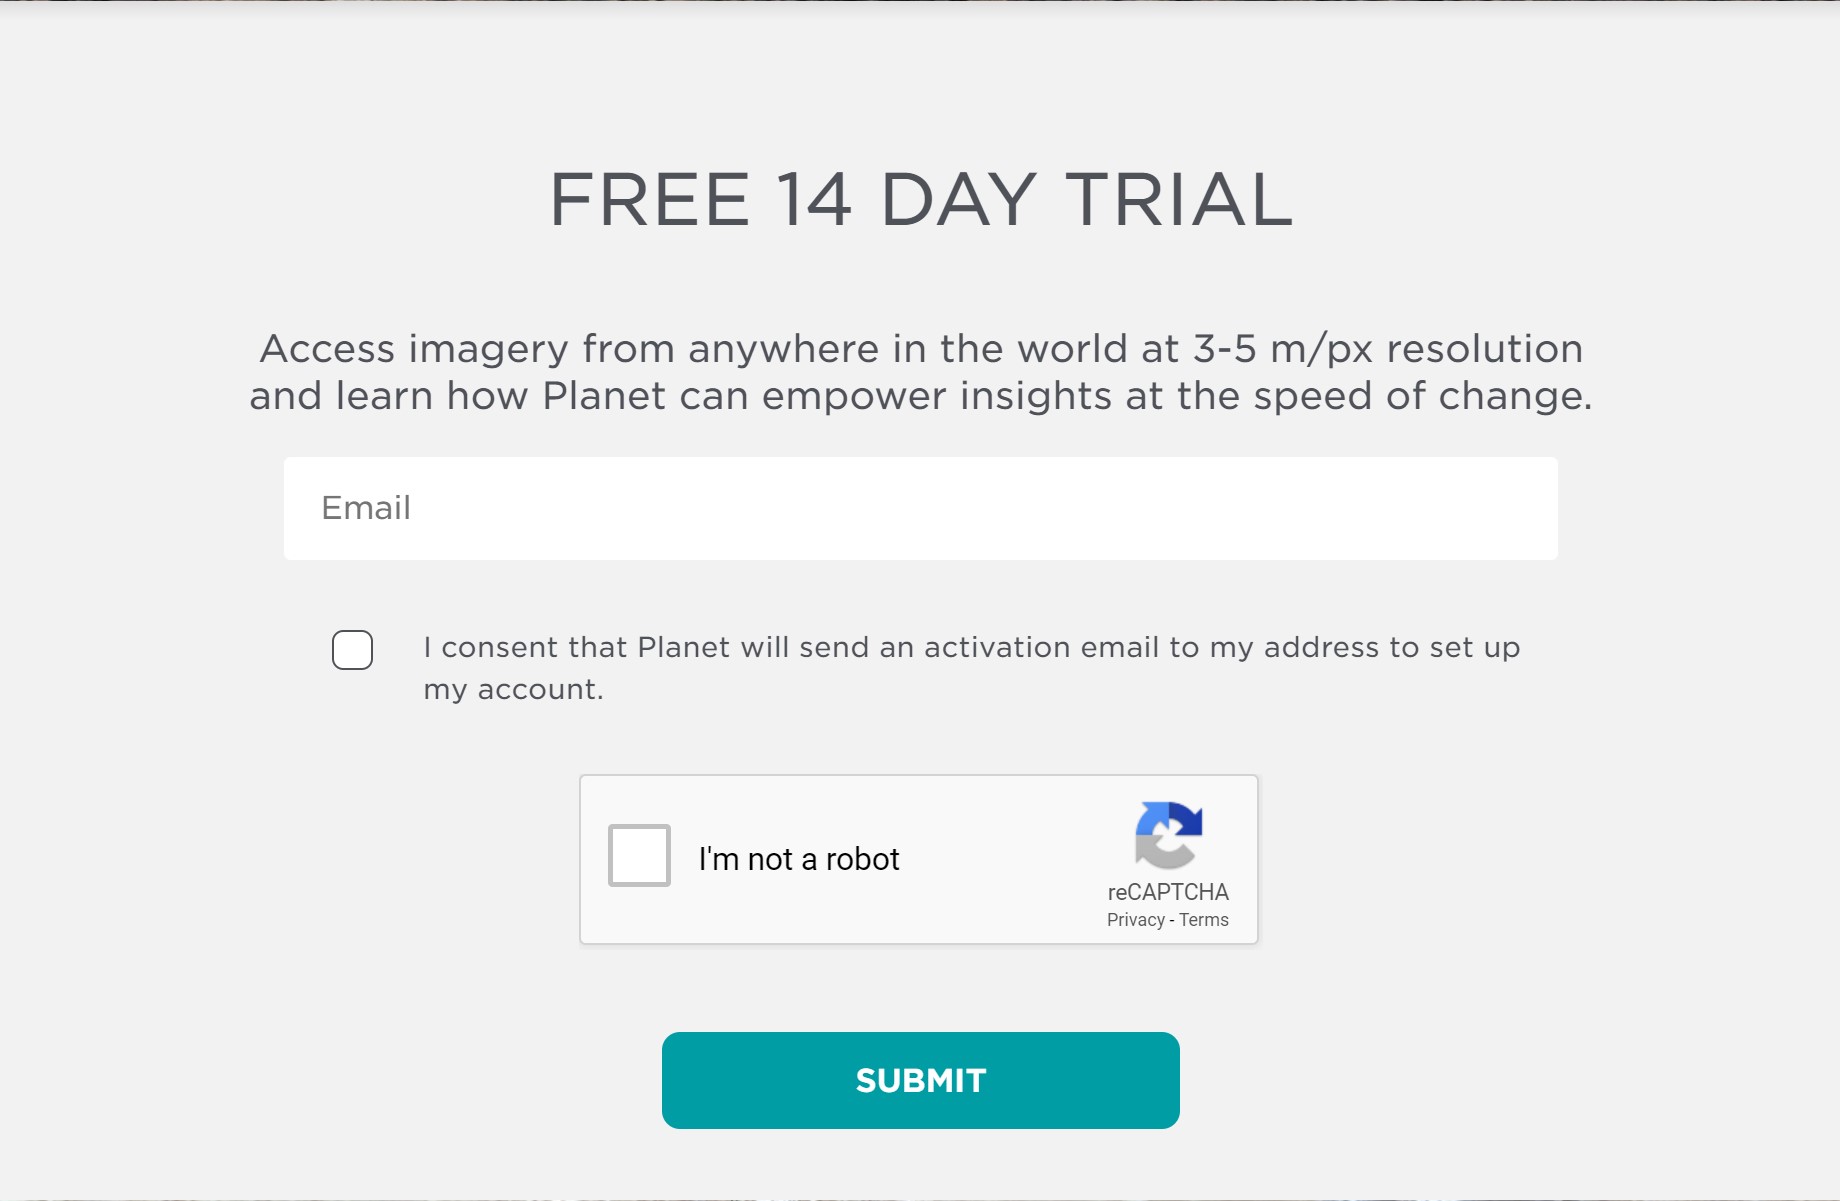 FREE 14 DAY TRIAL
Access imagery from anywhere in the world at 3-5 m/px resolution
and learn how Planet can empower insights at the speed of change.
Email
I consent that Planet will send an activation email to my address to set up
my account.
I'm not a robot
reCAPTCHA
Privacy - Terms
SUBMIT